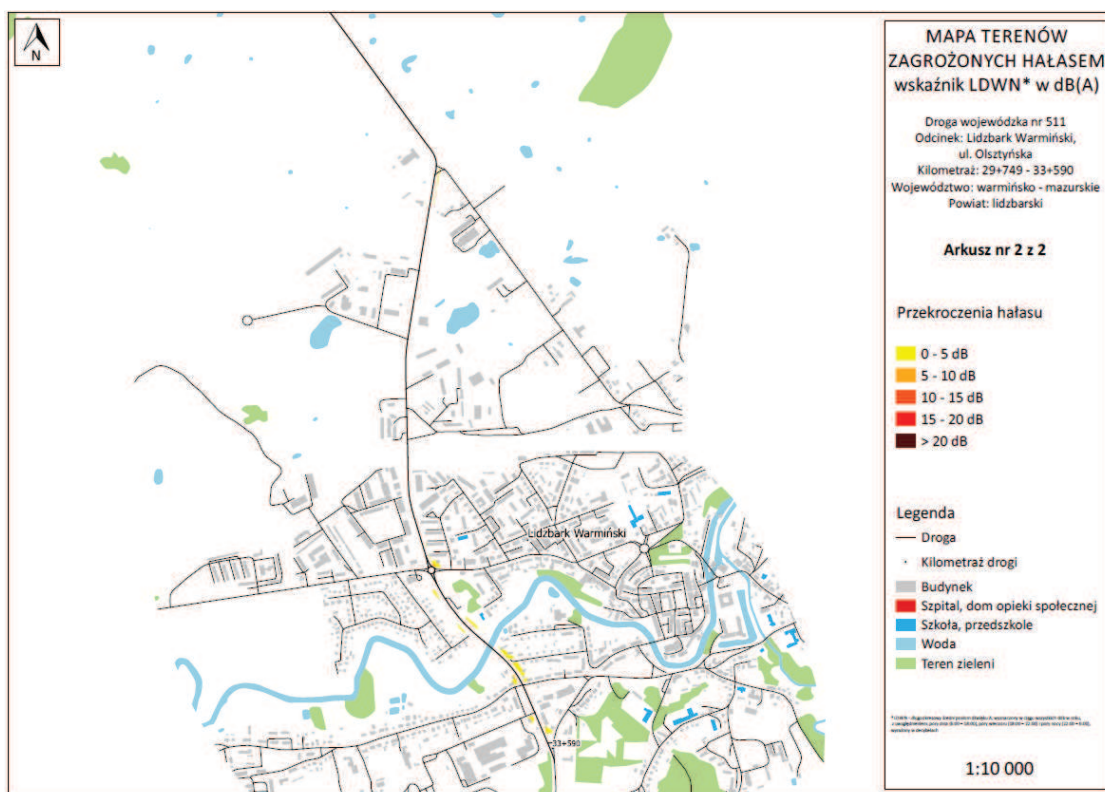 N
Lidzbark Warmiński
33+590
MAPA TERENÓW
ZAGROŻONYCH HAŁASEM
wskaźnik LDWN* w dB(A)
Droga wojewódzka nr 511
Odcinek: Lidzbark Warmiński,
ul. Olsztyńska
Kilometraż: 29+749 - 33+590
Województwo: warmińsko - mazurskie
Powiat: lidzbarski
Arkusz nr 2 z 2
Przekroczenia hałasu
0 - 5 dB
5 - 10 dB
10 - 15 dB
15 - 20 dB
> 20 dB
Legenda
Droga
Kilometraż drogi
Budynek
Szpital, dom opieki społecznej
Szkoła, przedszkole
Woda
Teren zieleni
1:10 000